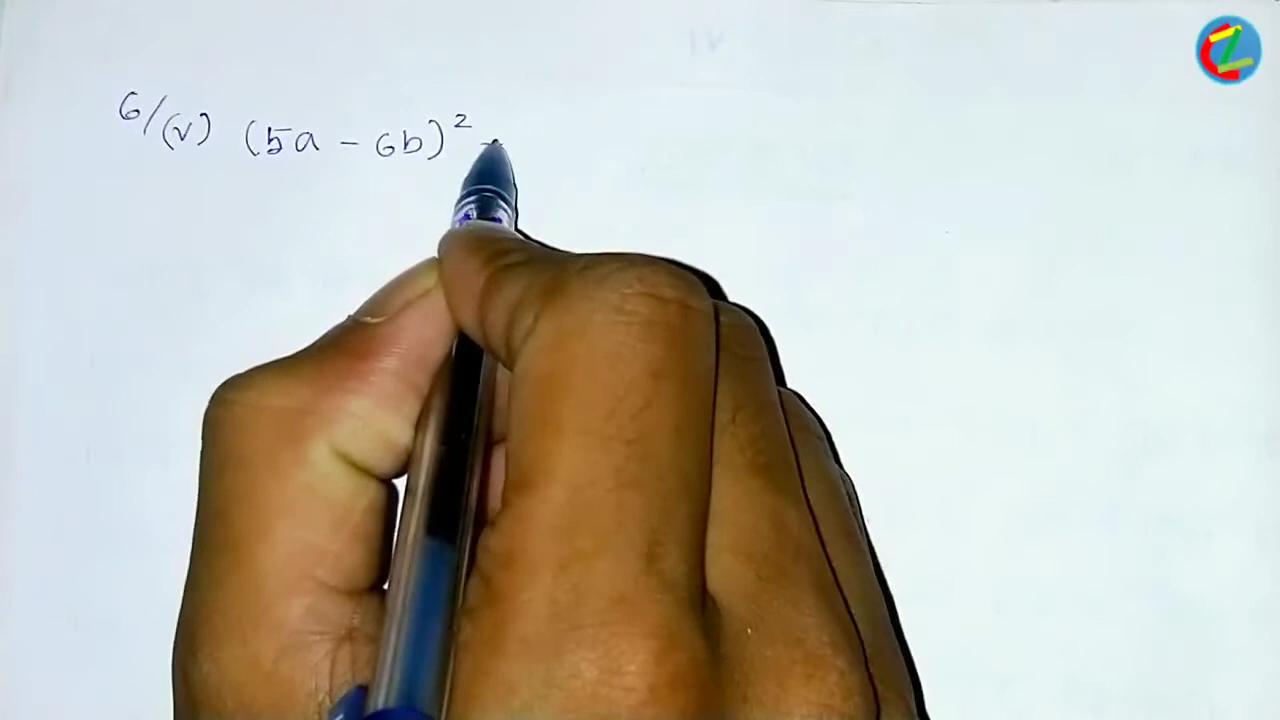 6/(v) (5a - 6b)² -